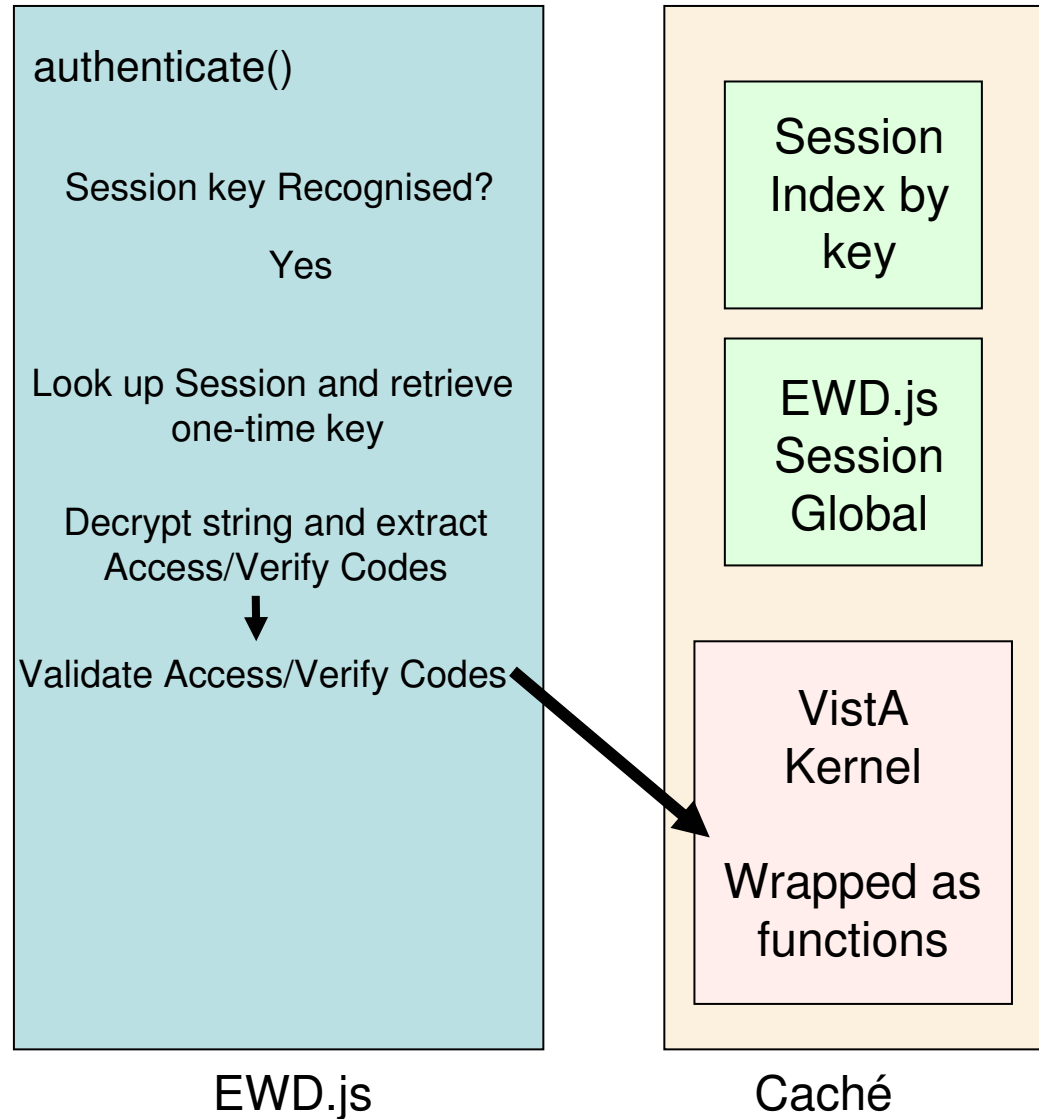 authenticate()
Session key Recognised?
Yes
Look up Session and retrieve
one-time key
Decrypt string and extract
Access/Verify Codes
Validate Access/Verify Codes
EWD.js
Session
Index by
key
EWD.js
Session
Global
VistA
Kernel
Wrapped as
functions
Caché